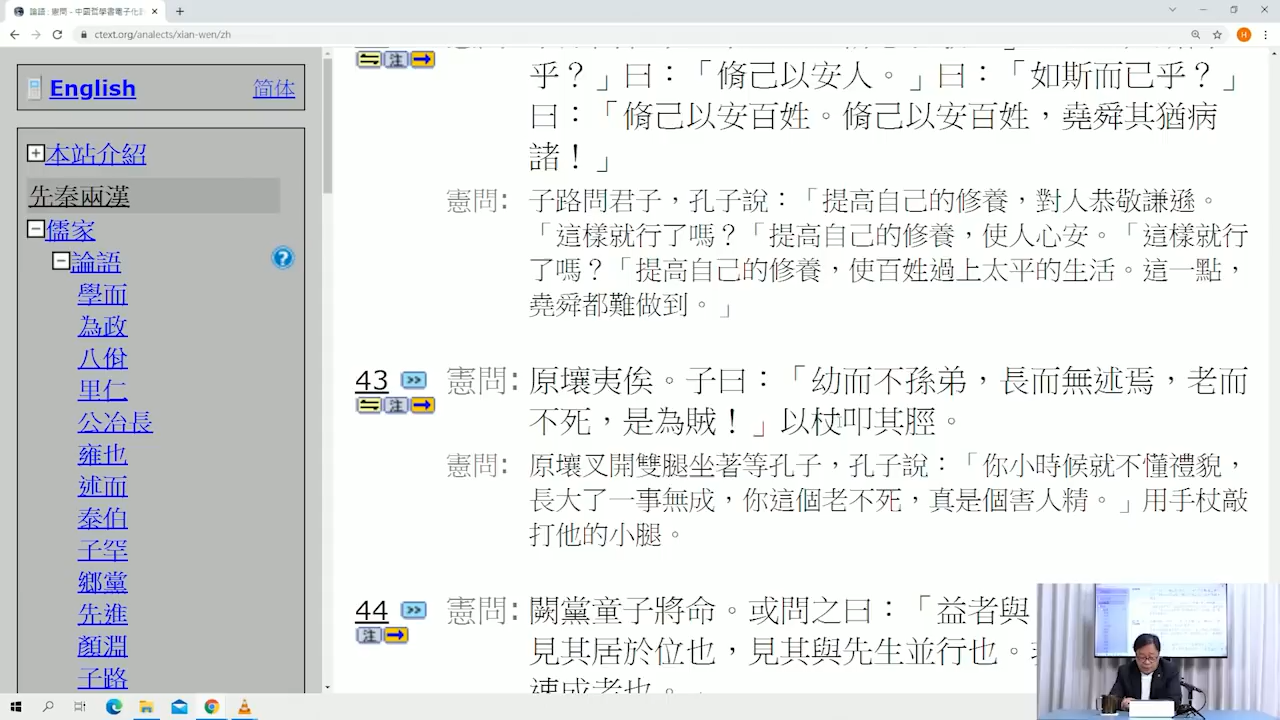 論語 : 憲問 - 中國哲學書電子化計
ctext.org/analects/xian-wen/zh
H
English
简体
本站介紹
先秦兩漢
儒家
論語
學而
為政
八佾
里仁
公冶長
雍也
述而
泰伯
子罕
鄉黨
先進
顏淵
子路
注
乎？」曰：「脩己以安人。」曰：「如斯而已乎？」
曰：「脩己以安百姓。脩己以安百姓，堯舜其猶病
諸！」
憲問: 子路問君子，孔子說：「提高自己的修養，對人恭敬謙遜。
「這樣就行了嗎？「提高自己的修養，使人心安。「這樣就行
了嗎？「提高自己的修養，使百姓過上太平的生活。這一點，
堯舜都難做到。」
43 憲問: 原壤夷俟。子曰：「幼而不孫弟，長而無述焉，老而
注 不死，是為賊！」以杖叩其脛。
憲問: 原壤叉開雙腿坐著等孔子，孔子說：「你小時候就不懂禮貌，
長大了一事無成，你這個老不死，真是個害人精。」用手杖敲
打他的小腿。
44 憲問: 闕黨童子將命。或問之曰：「益者與
注 見其居於位也，見其與先生並行也。
速成者也。